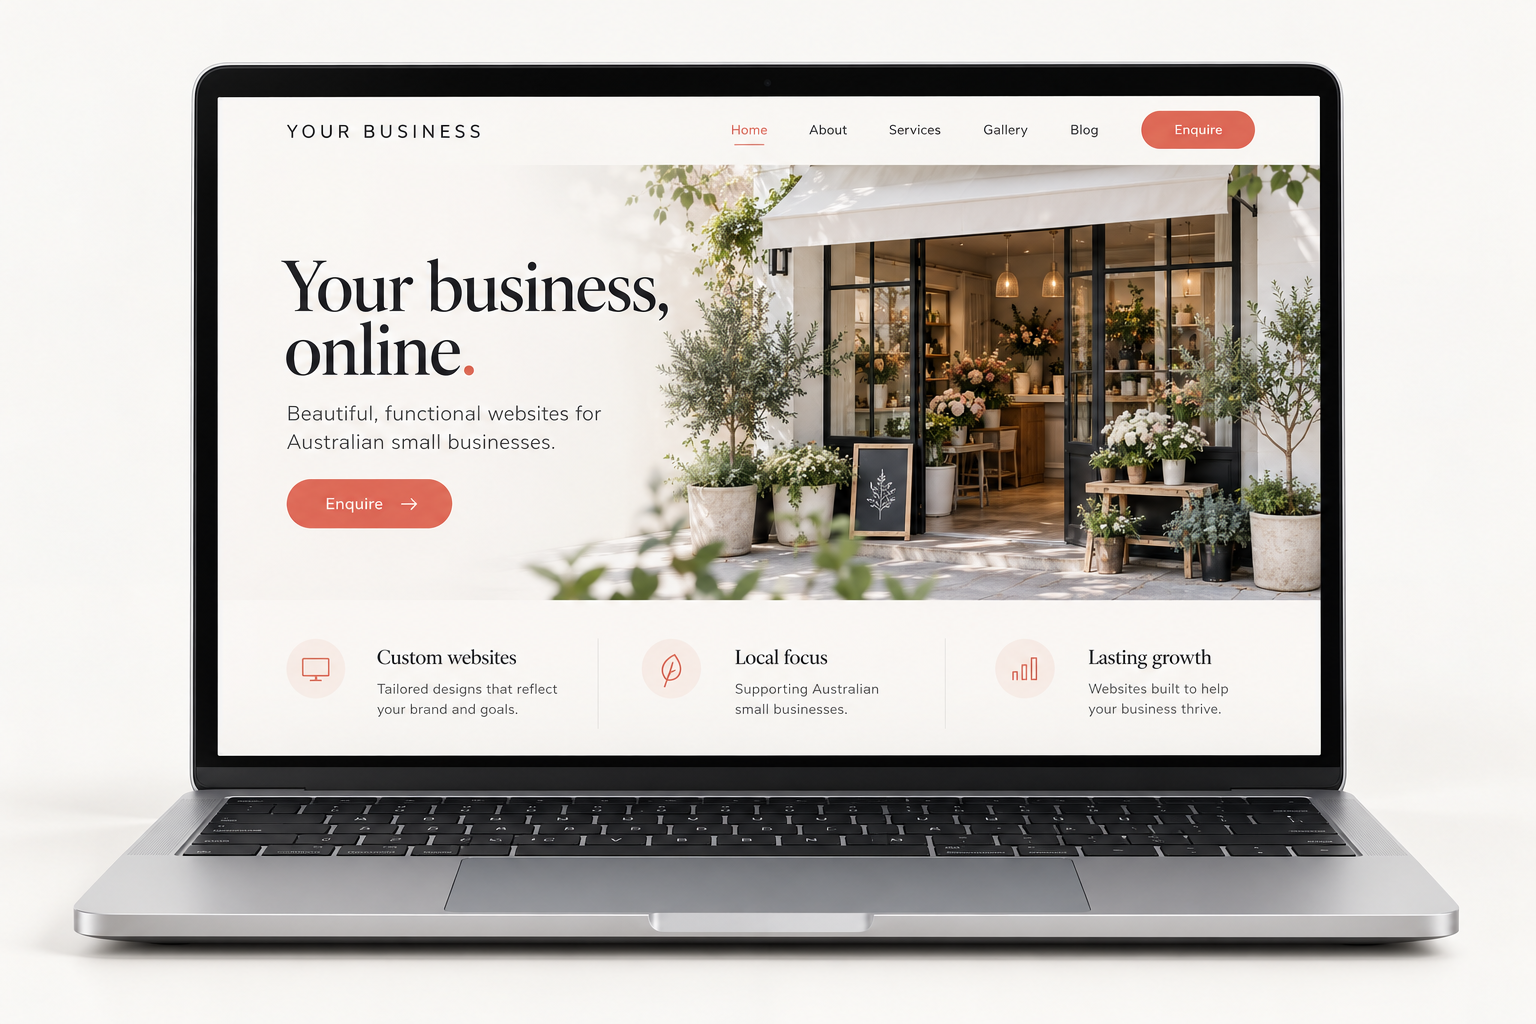 YOUR BUSINESS
Home
About
Services
Gallery
Blog
Enquire
Your business,
online.
Beautiful, functional websites for
Australian small businesses.
Enquire →
Custom websites
Tailored designs that reflect
your brand and goals.
Local focus
Supporting Australian
small businesses.
Lasting growth
Websites built to help
your business thrive.